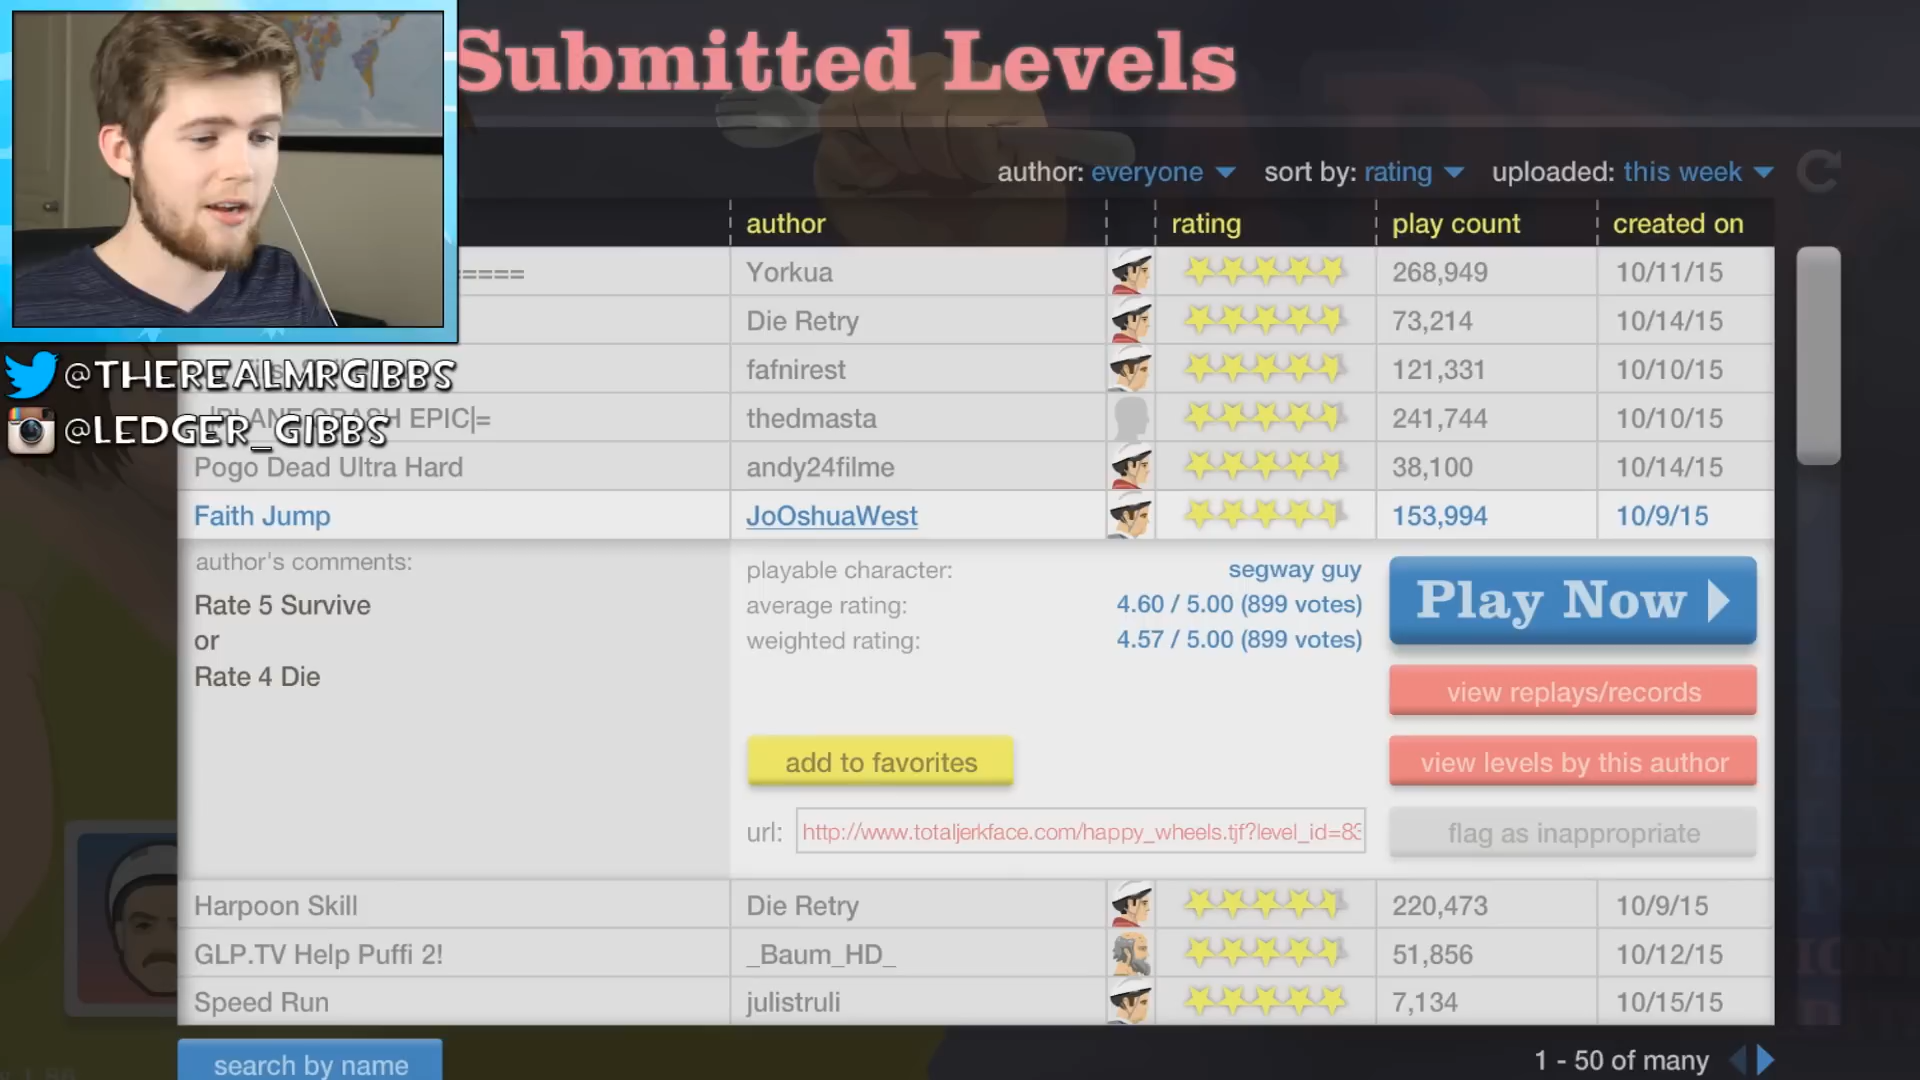 Submitted Levels
author: everyone sort by: rating uploaded: this week
author rating play count created on
===== Yorkua 268,949 10/11/15
Die Retry 73,214 10/14/15
fafnirest 121,331 10/10/15
@THEREALMRGIBBS
PLANE CRASH EPIC|= thedmasta 241,744 10/10/15
@LEDGER_GIBBS
Pogo Dead Ultra Hard andy24filme 38,100 10/14/15
Faith Jump JoOshuaWest 153,994 10/9/15
author's comments:
Rate 5 Survive
or
Rate 4 Die
playable character: segway guy
average rating: 4.60 / 5.00 (899 votes)
weighted rating: 4.57 / 5.00 (899 votes)
Play Now
view replays/records
add to favorites
view levels by this author
url: http://www.totaljerkface.com/happy_wheels.tjf?level_id=83
flag as inappropriate
Harpoon Skill Die Retry 220,473 10/9/15
GLP.TV Help Puffi 2! _Baum_HD_ 51,856 10/12/15
Speed Run julistruli 7,134 10/15/15
search by name
1 - 50 of many